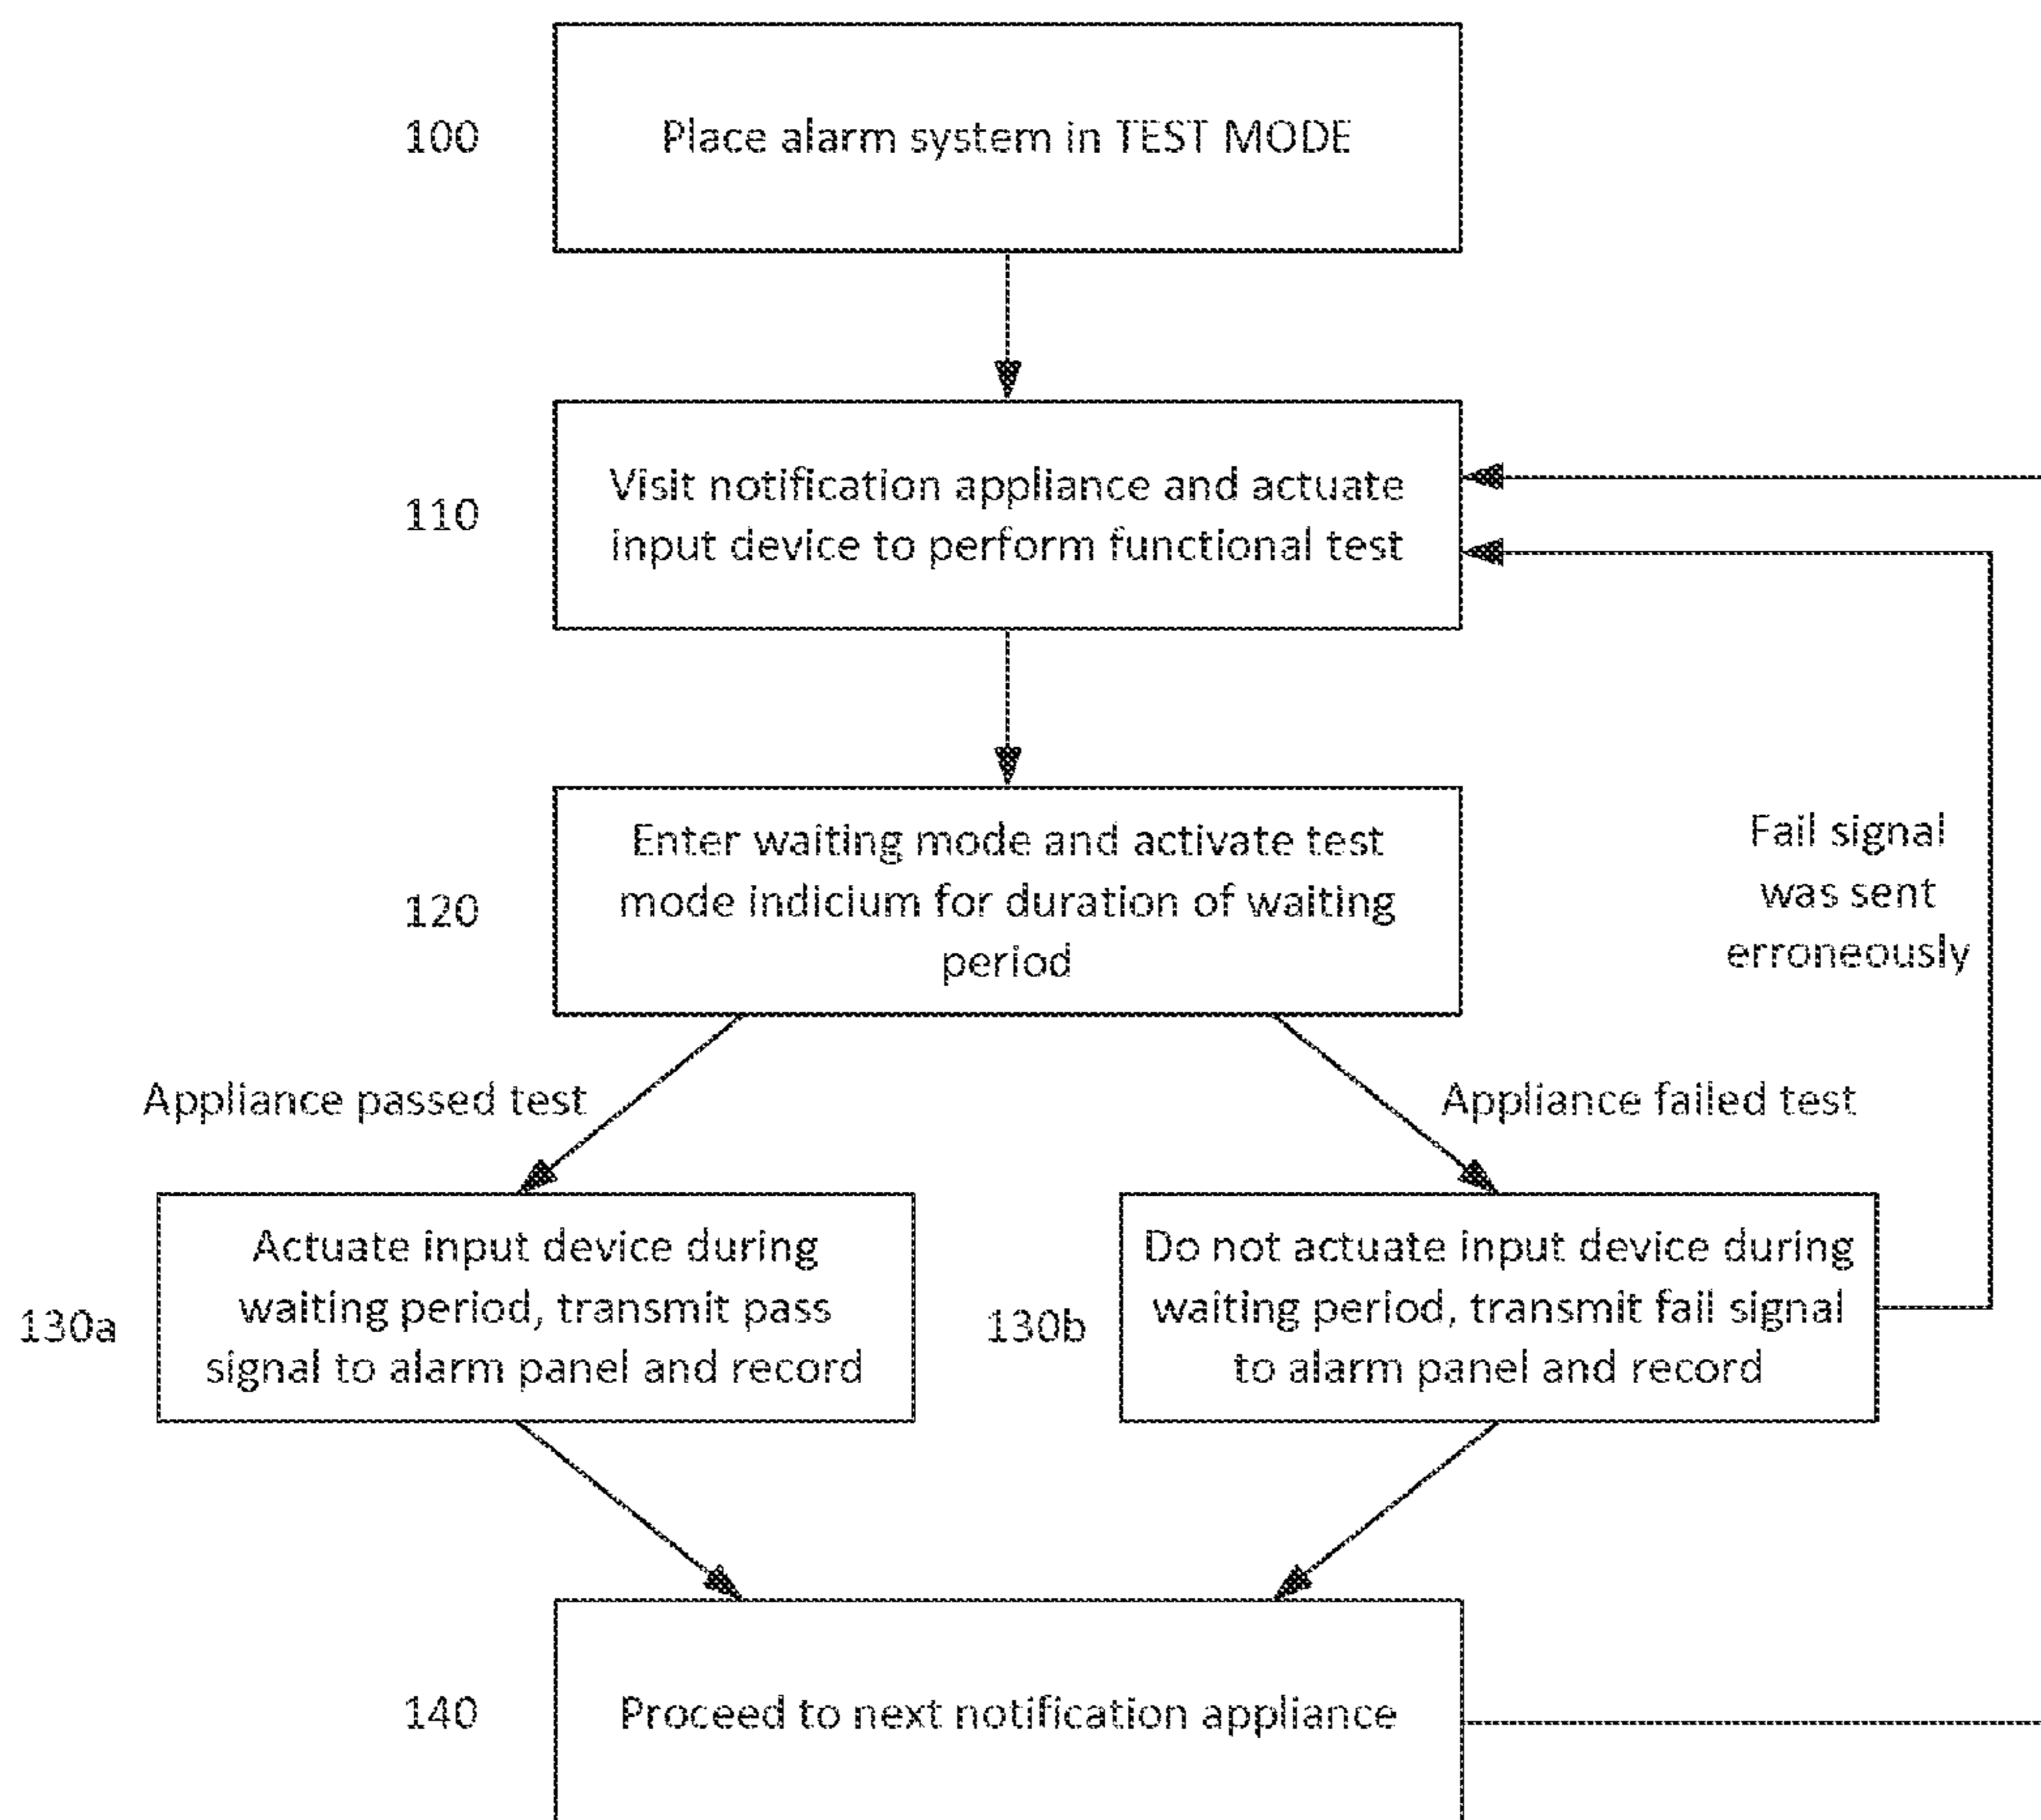 100
Place alarm system in TEST MODE
110
Visit notification appliance and actuate
input device to perform functional test
120
Enter waiting mode and activate test
mode indicium for duration of waiting
period
Fail signal
was sent
erroneously
Appliance passed test
Appliance failed test
130a
Actuate input device during
waiting period, transmit pass
signal to alarm panel and record
130b
Do not actuate input device during
waiting period, transmit fail signal
to alarm panel and record
140
Proceed to next notification appliance